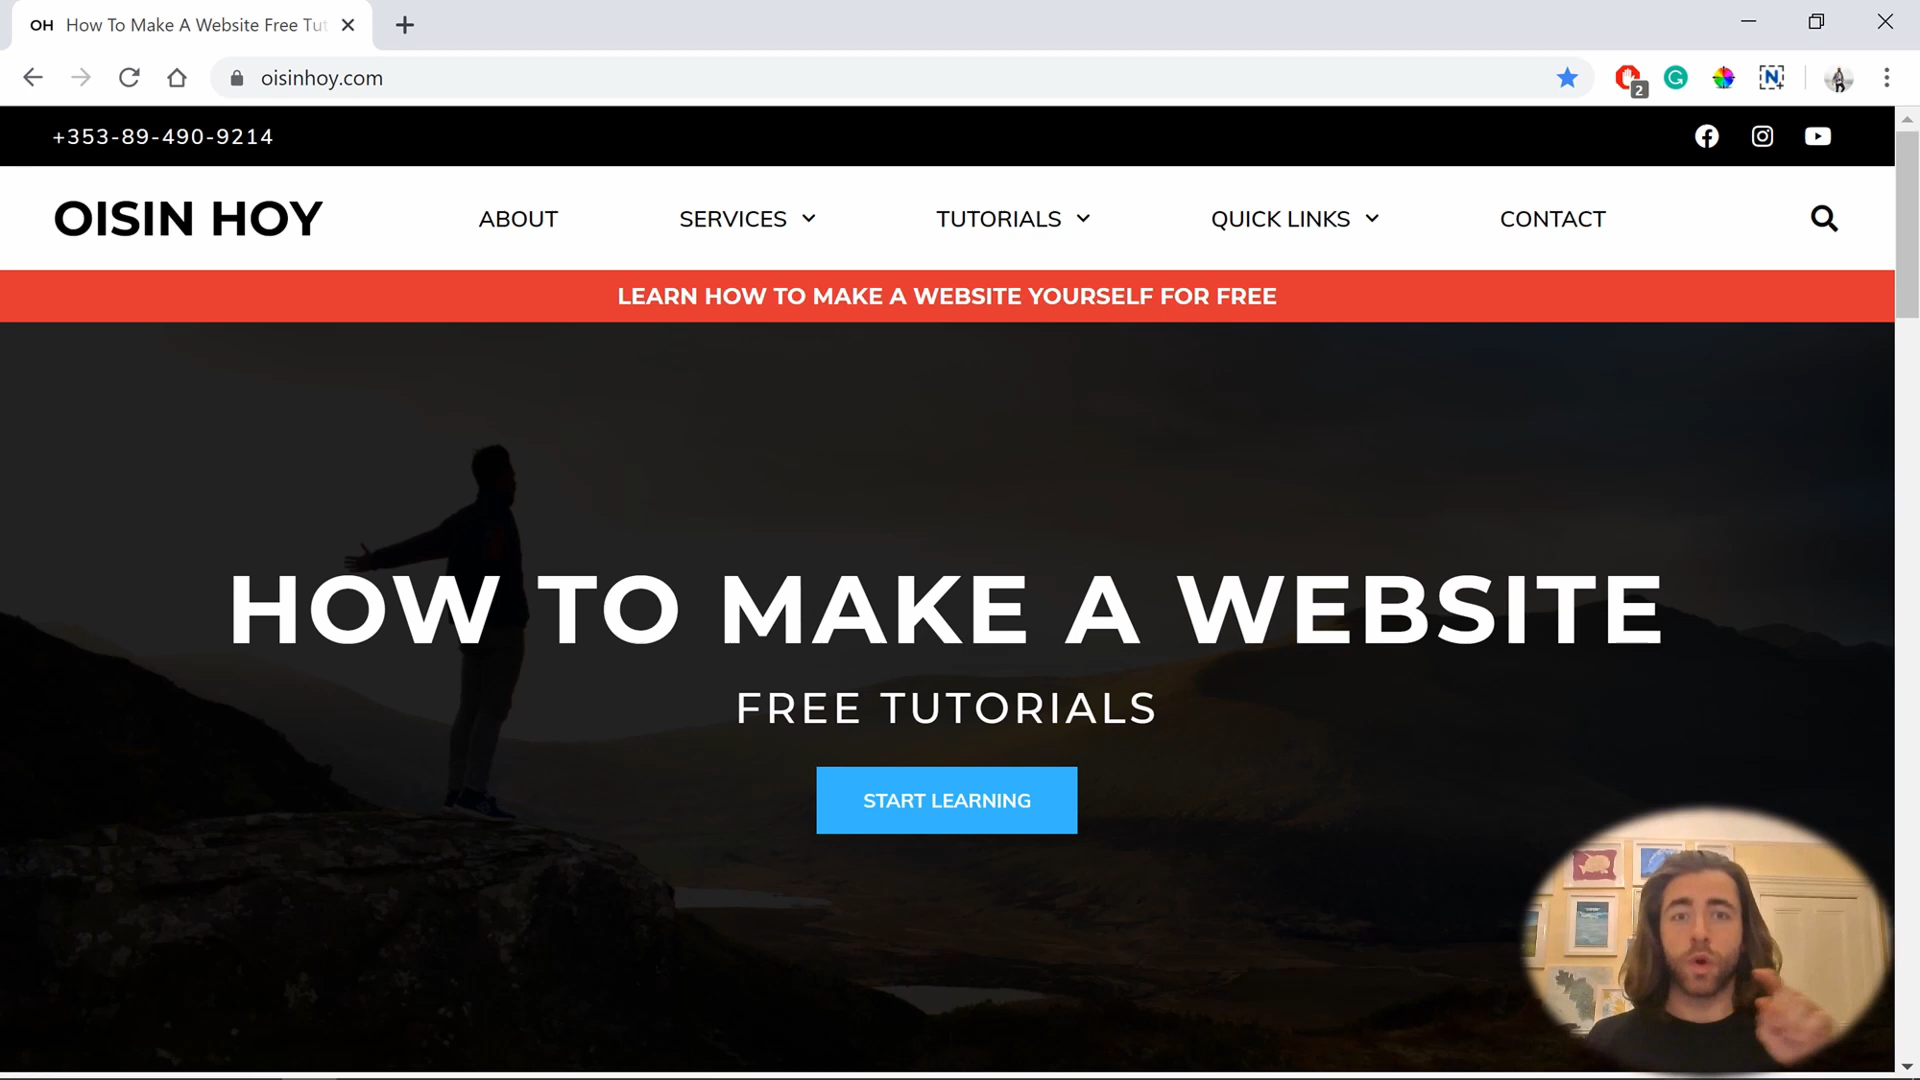 OH How To Make A Website Free Tut
oisinhoy.com
2
+353-89-490-9214
OISIN HOY ABOUT SERVICES TUTORIALS QUICK LINKS CONTACT
LEARN HOW TO MAKE A WEBSITE YOURSELF FOR FREE
HOW TO MAKE A WEBSITE
FREE TUTORIALS
START LEARNING